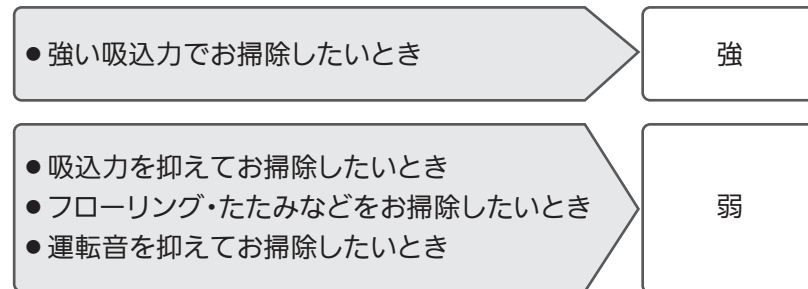 ●強い吸込力でお掃除したいとき
強
●吸込力を抑えてお掃除したいとき
●フローリング・たたみなどをお掃除したいとき
●運転音を抑えてお掃除したいとき
弱